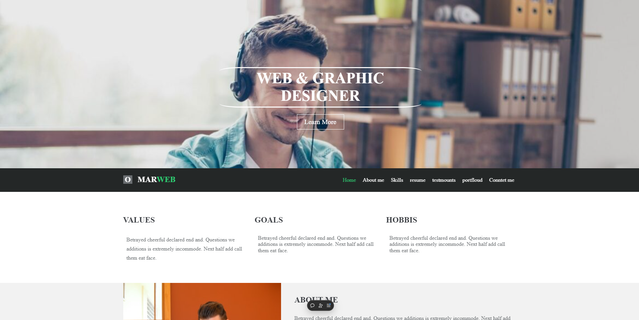 WEB & GRAPHIC
DESIGNER
Learn More
O MARWEB
Home About me Skills resume testmounts portfloud Conntet me
VALUES GOALS HOBBIS
Betrayed cheerful declared end and. Questions we
additions is extremely incommode. Next half add call
them eat face.
Betrayed cheerful declared end and. Questions we
additions is extremely incommode. Next half add call
them eat face.
Betrayed cheerful declared end and. Questions we
additions is extremely incommode. Next half add call
them eat face.
ABOUT ME
Betrayed cheerful declared end and. Questions we additions is extremely incommode. Next half add